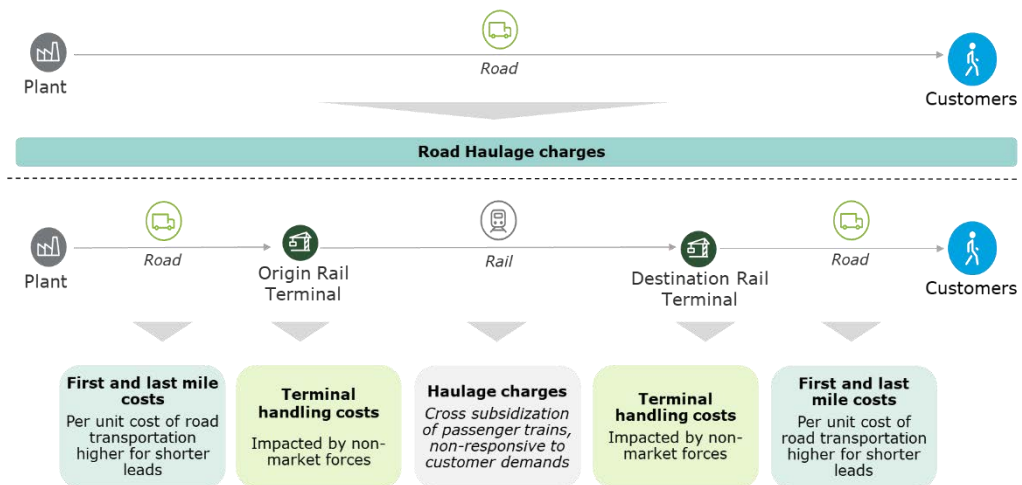 Road
Plant
Customers
Road Haulage charges
Road
Rail
Road
Plant
Origin Rail
Terminal
Destination Rail
Terminal
Customers
First and last mile
costs
Per unit cost of road
transportation
higher for shorter
leads
Terminal
handling costs
Impacted by non-
market forces
Haulage charges
Cross subsidization
of passenger trains,
non-responsive to
customer demands
Terminal
handling costs
Impacted by non-
market forces
First and last
mile costs
Per unit cost of
road transportation
higher for shorter
leads